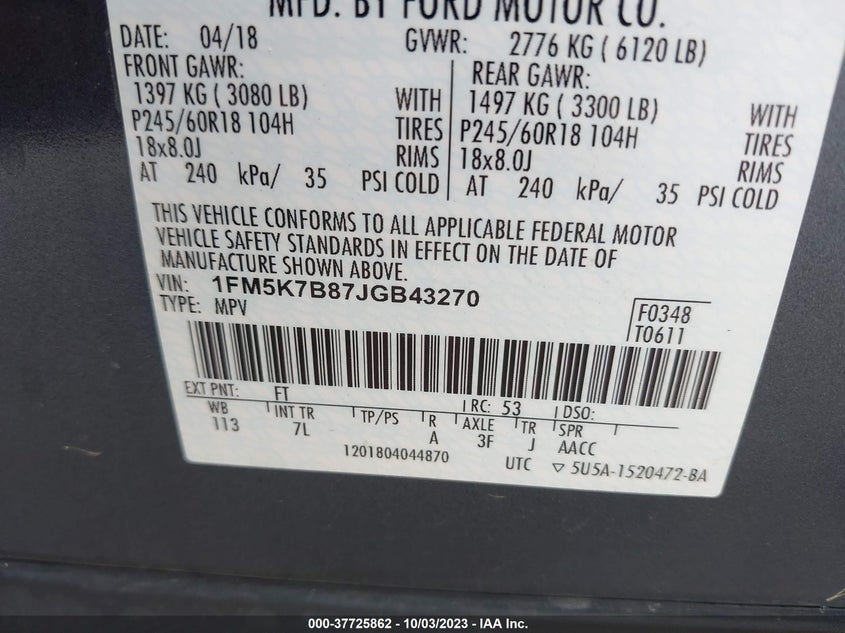 MFD. BY FORD MOTOR CO.
DATE: 04/18 GVWR: 2776 KG ( 6120 LB)
FRONT GAWR: REAR GAWR:
1397 KG ( 3080 LB) WITH 1497 KG ( 3300 LB) WITH
P245/60R18 104H TIRES P245/60R18 104H TIRES
18x8.0J RIMS 18x8.0J RIMS
AT 240 kPa/ 35 PSI COLD AT 240 kPa/ 35 PSI COLD
THIS VEHICLE CONFORMS TO ALL APPLICABLE FEDERAL MOTOR
VEHICLE SAFETY STANDARDS IN EFFECT ON THE DATE OF
MANUFACTURE SHOWN ABOVE.
VIN: 1FM5K7B87JGB43270
TYPE: MPV
F0348
T0611
EXT PNT: FT RC: 53 DSO:
WB INT TR TP/PS R AXLE TR SPR
113 7L A 3F J AACC
1201804044870 UTC ▽ 5U5A-1520472-BA
000-37725862 - 10/03/2023 - IAA Inc.